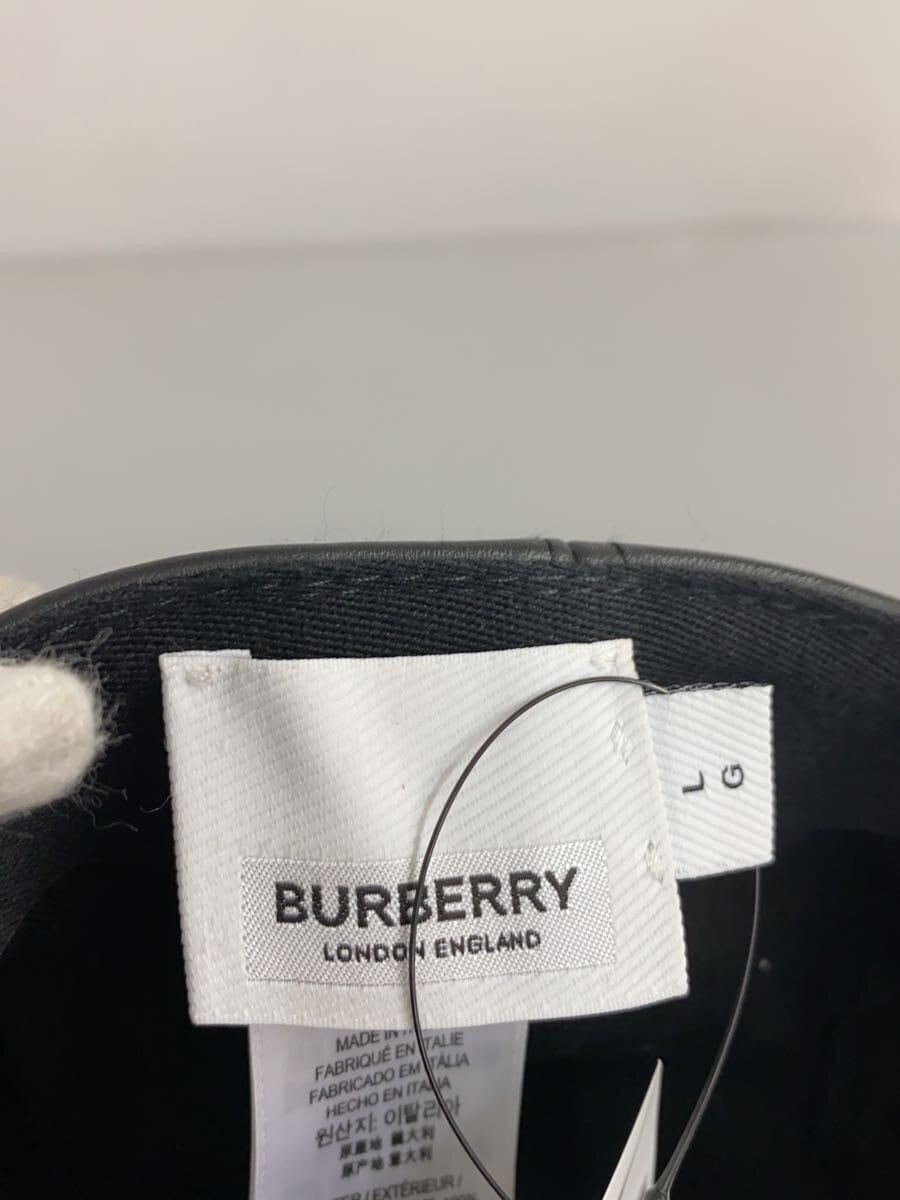 BURBERRY
LONDON ENGLAND
L
G
MADE IN
FABRIQUÉ EN ITALIE
FABRICADO EM ITÁLIA
HECHO EN ITALIA
원산지: 이탈리아
原產地 義大利
原产地 意大利
/ EXTÉRIEUR /